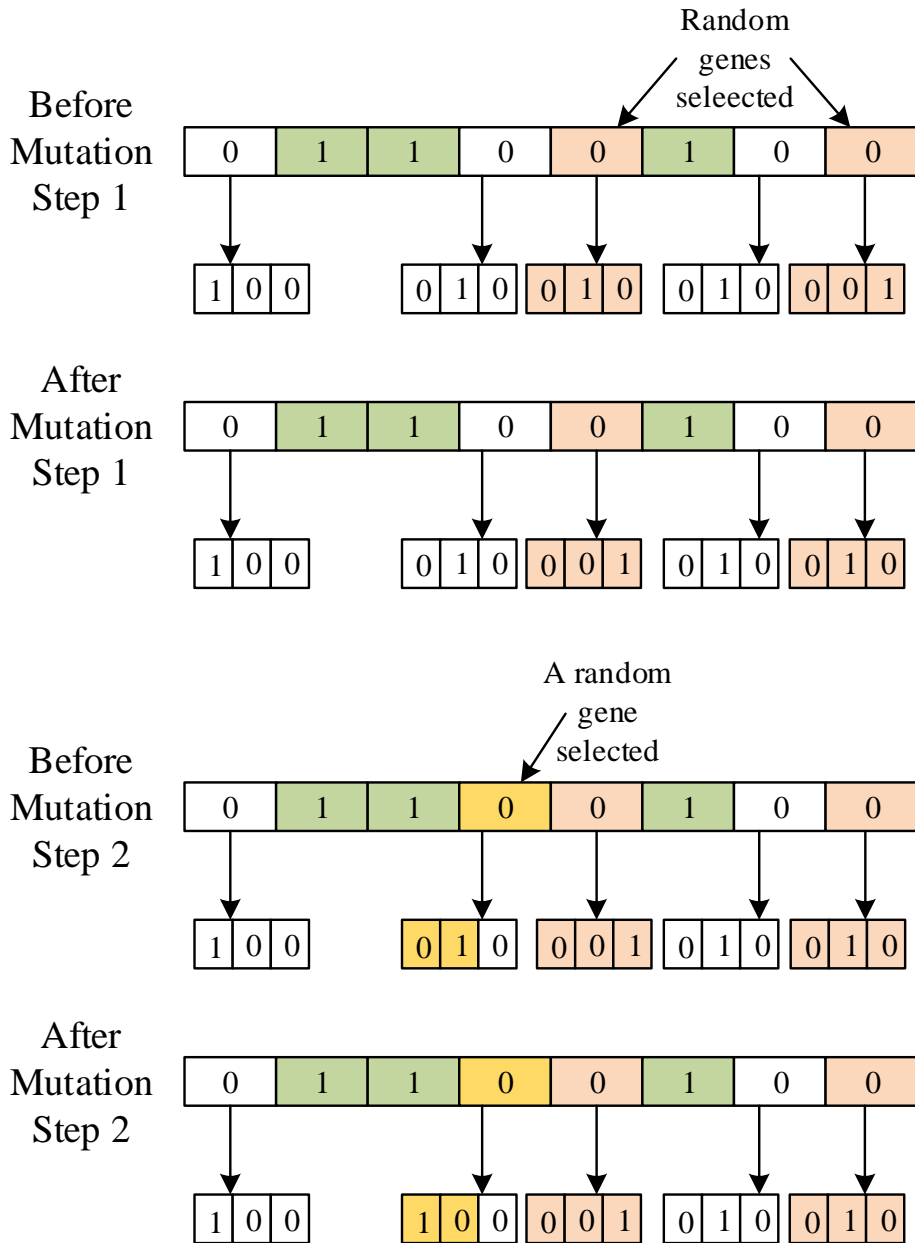 Random
genes
seleected
Before
Mutation
Step 1
0 1 1 0 0 1 0 0
1 0 0 0 1 0 0 1 0 0 1 0 0 0 1
After
Mutation
Step 1
0 1 1 0 0 1 0 0
1 0 0 0 1 0 0 0 1 0 1 0 0 1 0
A random
gene
selected
Before
Mutation
Step 2
0 1 1 0 0 1 0 0
1 0 0 0 1 0 0 0 1 0 1 0 0 1 0
After
Mutation
Step 2
0 1 1 0 0 1 0 0
1 0 0 1 0 0 0 0 1 0 1 0 0 1 0